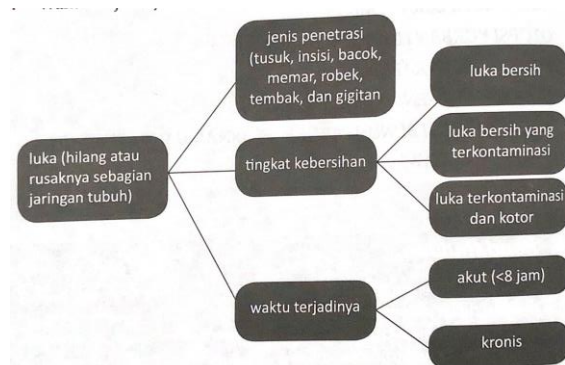 jenis penetrasi
(tusuk, insisi, bacok,
memar, robek,
tembak, dan gigitan
luka (hilang atau
rusaknya sebagian
jaringan tubuh)
tingkat kebersihan
luka bersih
luka bersih yang
terkontaminasi
luka terkontaminasi
dan kotor
waktu terjadinya
akut (<8 jam)
kronis